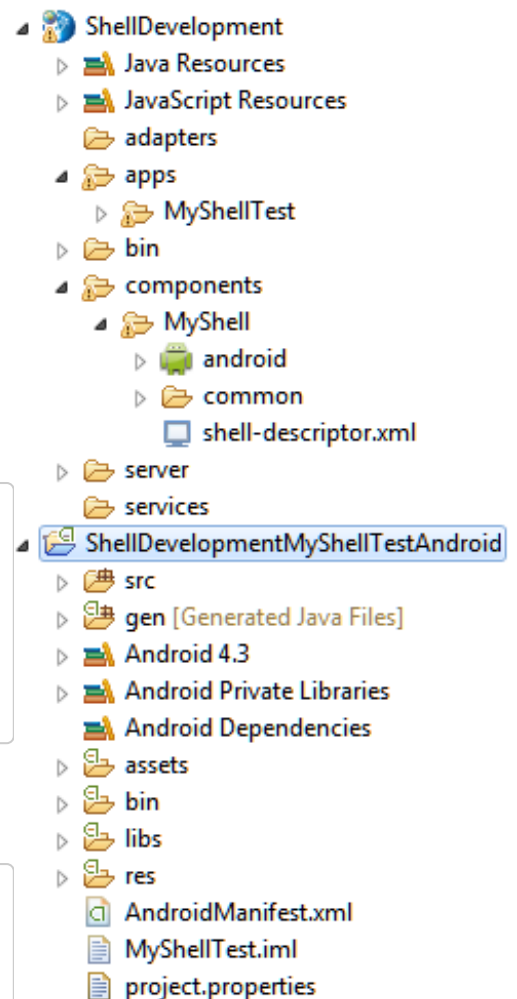 ShellDevelopment
Java Resources
JavaScript Resources
adapters
apps
MyShellTest
bin
components
MyShell
android
common
shell-descriptor.xml
server
services
ShellDevelopmentMyShellTestAndroid
src
gen [Generated Java Files]
Android 4.3
Android Private Libraries
Android Dependencies
assets
bin
libs
res
AndroidManifest.xml
MyShellTest.iml
project.properties